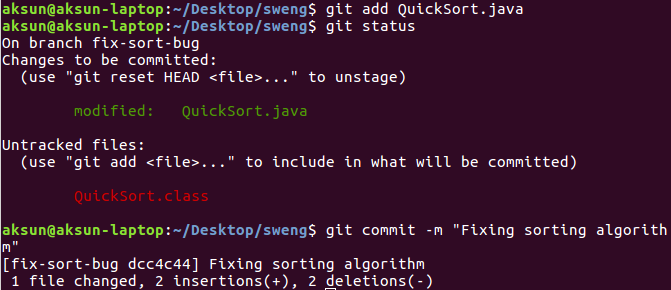 aksun@aksun-laptop:~/Desktop/sweng$ git add QuickSort.java
aksun@aksun-laptop:~/Desktop/sweng$ git status
On branch fix-sort-bug
Changes to be committed:
  (use "git reset HEAD <file>..." to unstage)

        modified:   QuickSort.java

Untracked files:
  (use "git add <file>..." to include in what will be committed)

        QuickSort.class

aksun@aksun-laptop:~/Desktop/sweng$ git commit -m "Fixing sorting algorith
m"
[fix-sort-bug dcc4c44] Fixing sorting algorithm
 1 file changed, 2 insertions(+), 2 deletions(-)